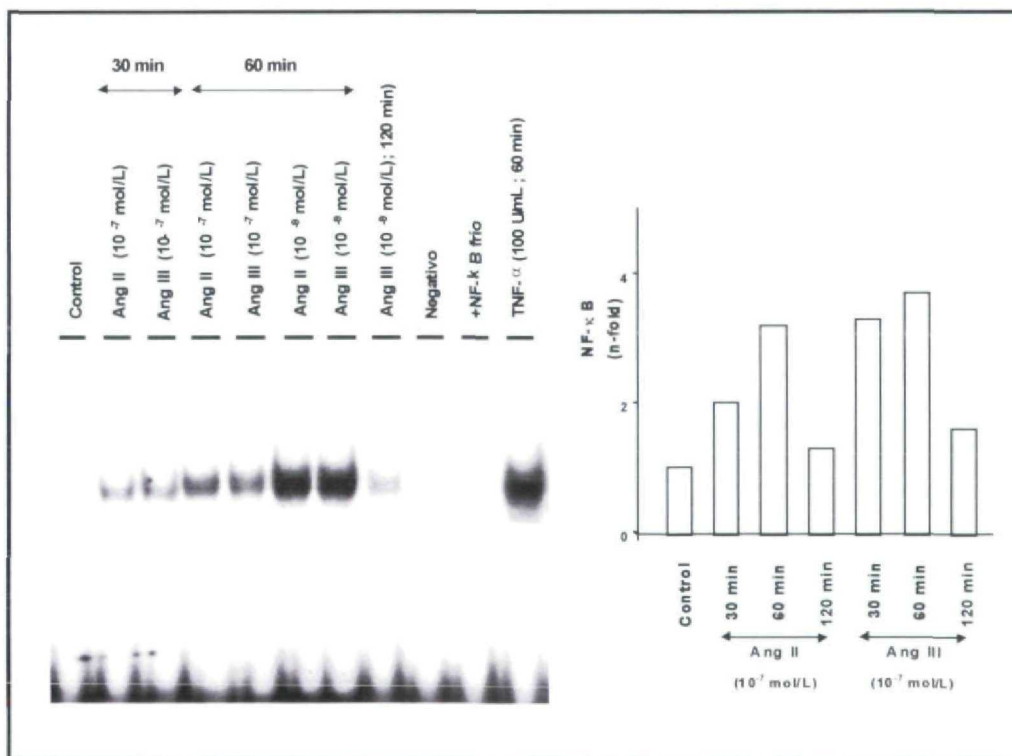 30 min
60 min
Control
Ang II (10 -7 mol/L)
Ang III (10- -7 mol/L)
Ang II (10 -7 mol/L)
Ang III (10 -7 mol/L)
Ang II (10 -9 mol/L)
Ang III (10 -9 mol/L)
Ang III (10 -9 mol/L); 120 min)
Negativo
+NF-k B frio
TNF-α (100 U/mL ; 60 min)
NF-κ B
(n-fold)
4
2
0
Control
30 min
60 min
120 min
30 min
60 min
120 min
Ang II
Ang III
(10-7 mol/L)
(10-7 mol/L)